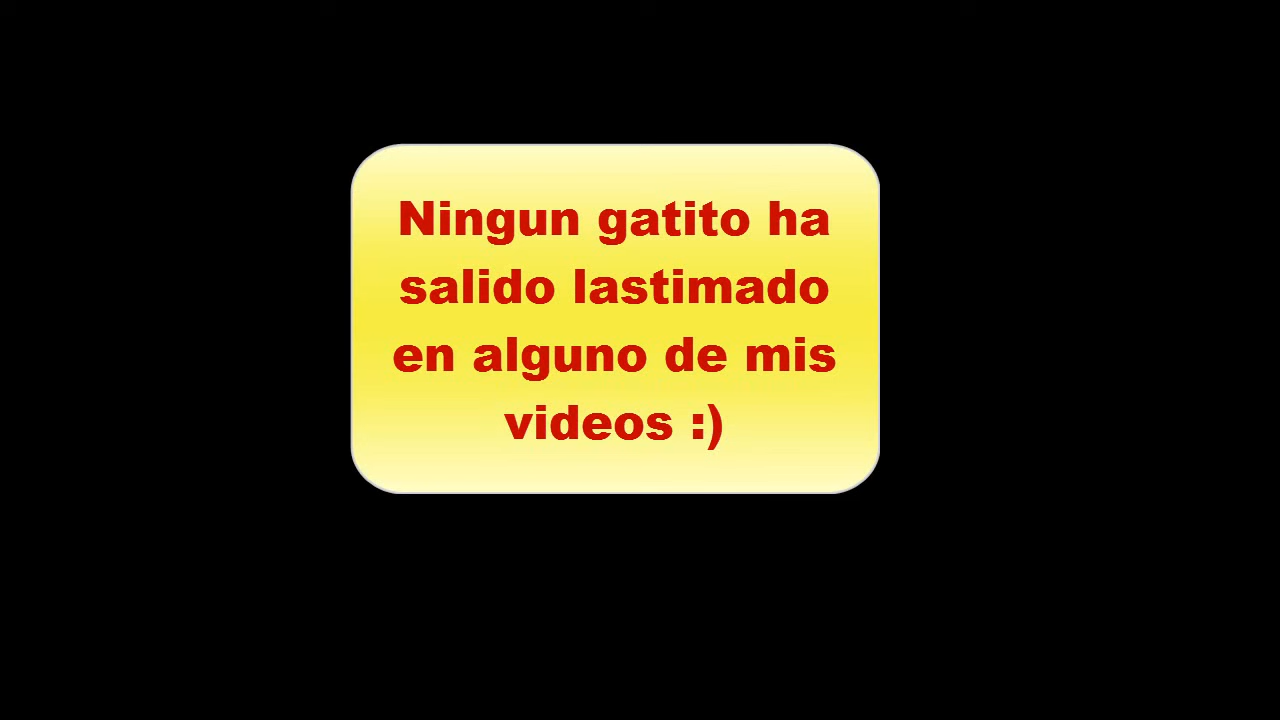 Ningun gatito ha
salido lastimado
en alguno de mis
videos :)